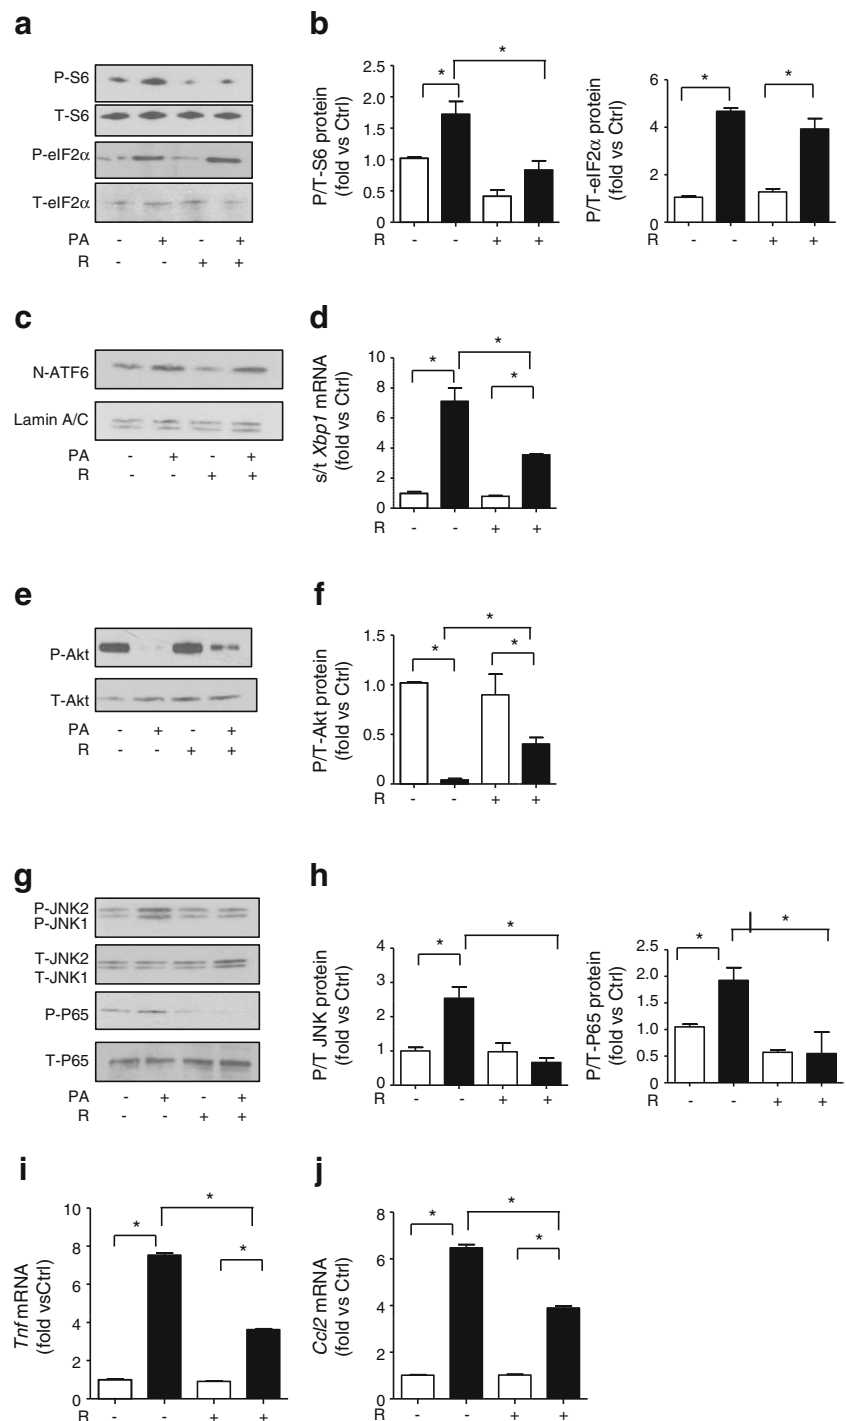 a
P-S6
T-S6
P-eIF2α
T-eIF2α
PA - + - +
R - - + +
b
P/T-S6 protein
(fold vs Ctrl)
2.5
2.0
1.5
1.0
0.5
0
* *
R - - + +
P/T-eIF2α protein
(fold vs Ctrl)
6
4
2
0
* *
R - - + +
c
N-ATF6
Lamin A/C
PA - + - +
R - - + +
d
s/t Xbp1 mRNA
(fold vs Ctrl)
10
8
6
4
2
0
* * *
R - - + +
e
P-Akt
T-Akt
PA - + - +
R - - + +
f
P/T-Akt protein
(fold vs Ctrl)
1.5
1.0
0.5
0
* * *
R - - + +
g
P-JNK2
P-JNK1
T-JNK2
T-JNK1
P-P65
T-P65
PA - + - +
R - - + +
h
P/T JNK protein
(fold vs Ctrl)
4
3
2
1
0
* *
R - - + +
P/T-P65 protein
(fold vs Ctrl)
2.5
2.0
1.5
1.0
0.5
0
* *
R - - + +
i
Tnf mRNA
(fold vsCtrl)
10
8
6
4
2
0
* * *
R - - + +
j
Ccl2 mRNA
(fold vs Ctrl)
8
6
4
2
0
* * *
R - - + +